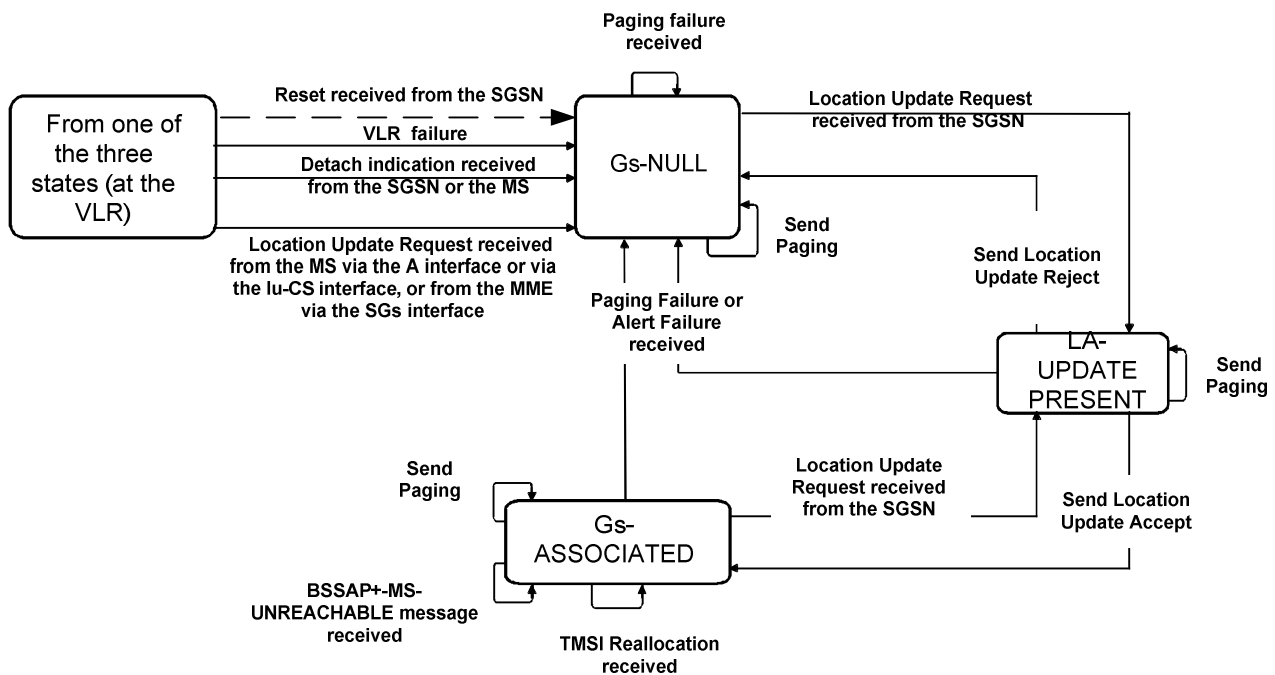 Paging failure
received
Reset received from the SGSN
Location Update Request
received from the SGSN
From one of
the three
states (at the
VLR)
VLR failure
Detach indication received
from the SGSN or the MS
Gs-NULL
Send
Paging
Location Update Request received
from the MS via the A interface or via
the Iu-CS interface, or from the MME
via the SGs interface
Send Location
Update Reject
Paging Failure or
Alert Failure
received
LA-
UPDATE
PRESENT
Send
Paging
Send
Paging
Location Update
Request received
from the SGSN
Send Location
Update Accept
Gs-
ASSOCIATED
BSSAP+-MS-
UNREACHABLE message
received
TMSI Reallocation
received